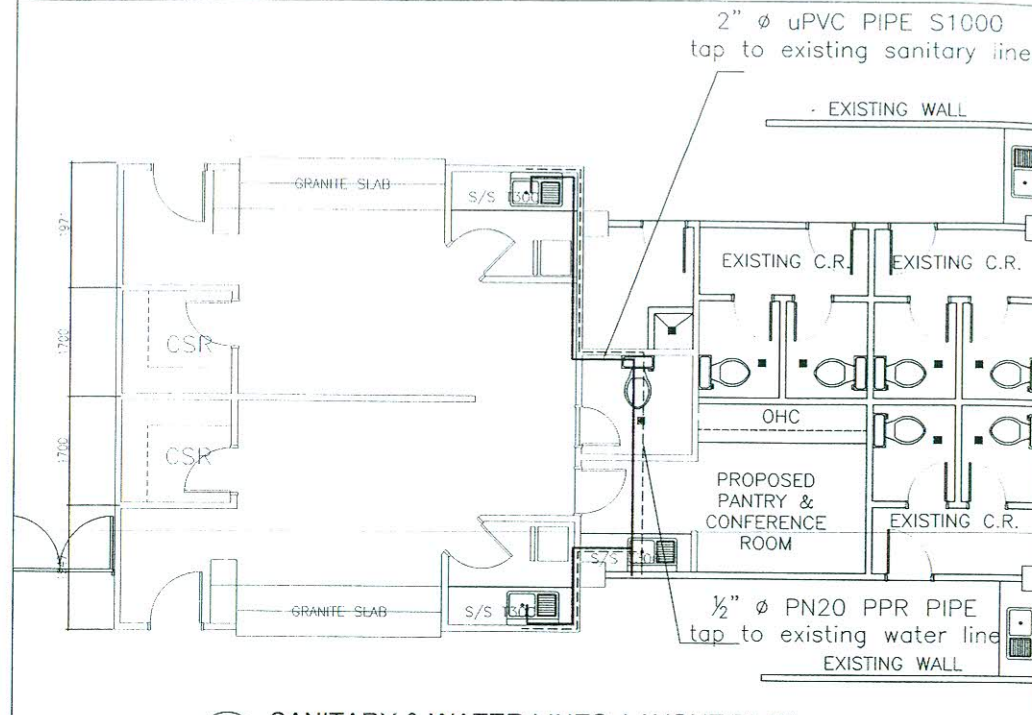 2" ø uPVC PIPE S1000
tap to existing sanitary line
EXISTING WALL
GRANITE SLAB
S/S T300
EXISTING C.R.
EXISTING C.R.
1700
CSR
OHC
1700
CSR
PROPOSED
PANTRY &
CONFERENCE
ROOM
EXISTING C.R.
S/S
GRANITE SLAB
S/S
½" ø PN20 PPR PIPE
tap to existing water line
EXISTING WALL
SANITARY & WATER LINES